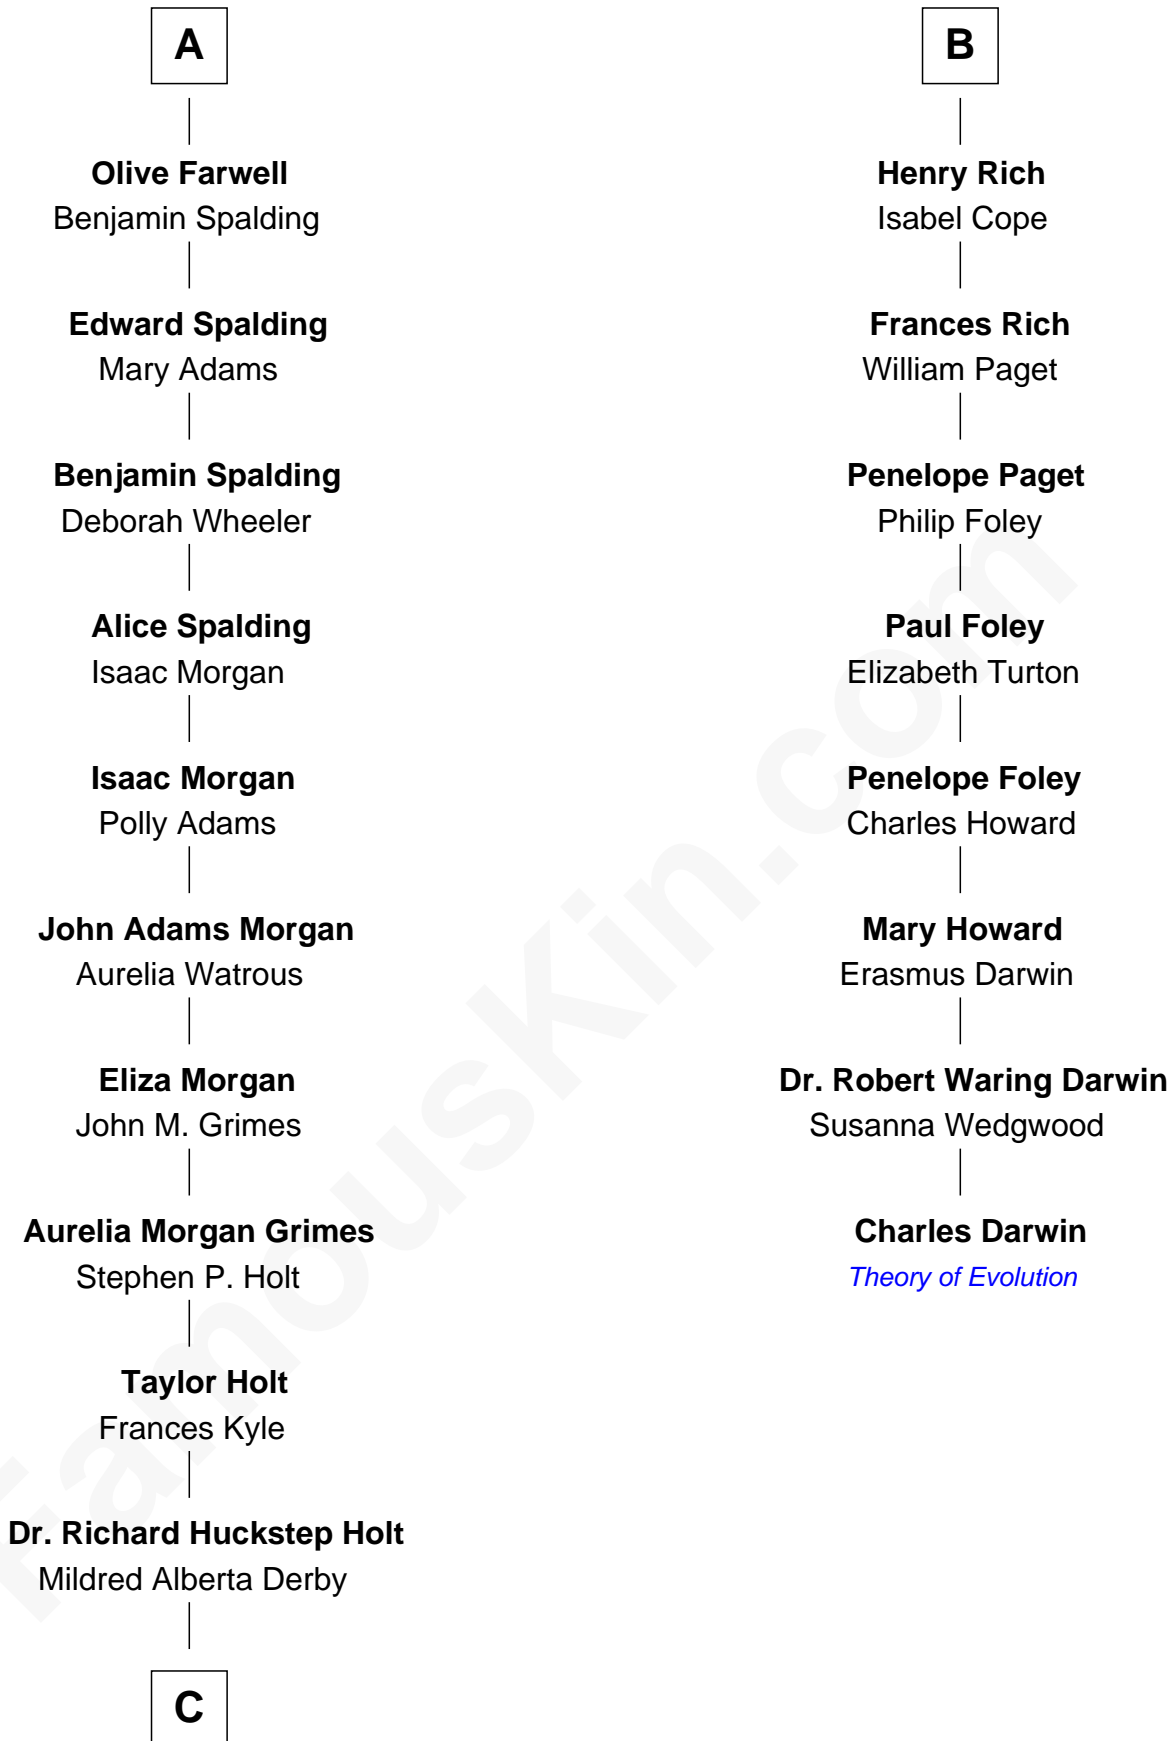 A
Olive Farwell
Benjamin Spalding
Edward Spalding
Mary Adams
Benjamin Spalding
Deborah Wheeler
Alice Spalding
Isaac Morgan
Isaac Morgan
Polly Adams
John Adams Morgan
Aurelia Watrous
Eliza Morgan
John M. Grimes
Aurelia Morgan Grimes
Stephen P. Holt
Taylor Holt
Frances Kyle
Dr. Richard Huckstep Holt
Mildred Alberta Derby
C
B
Henry Rich
Isabel Cope
Frances Rich
William Paget
Penelope Paget
Philip Foley
Paul Foley
Elizabeth Turton
Penelope Foley
Charles Howard
Mary Howard
Erasmus Darwin
Dr. Robert Waring Darwin
Susanna Wedgwood
Charles Darwin
Theory of Evolution
FamousKin.com